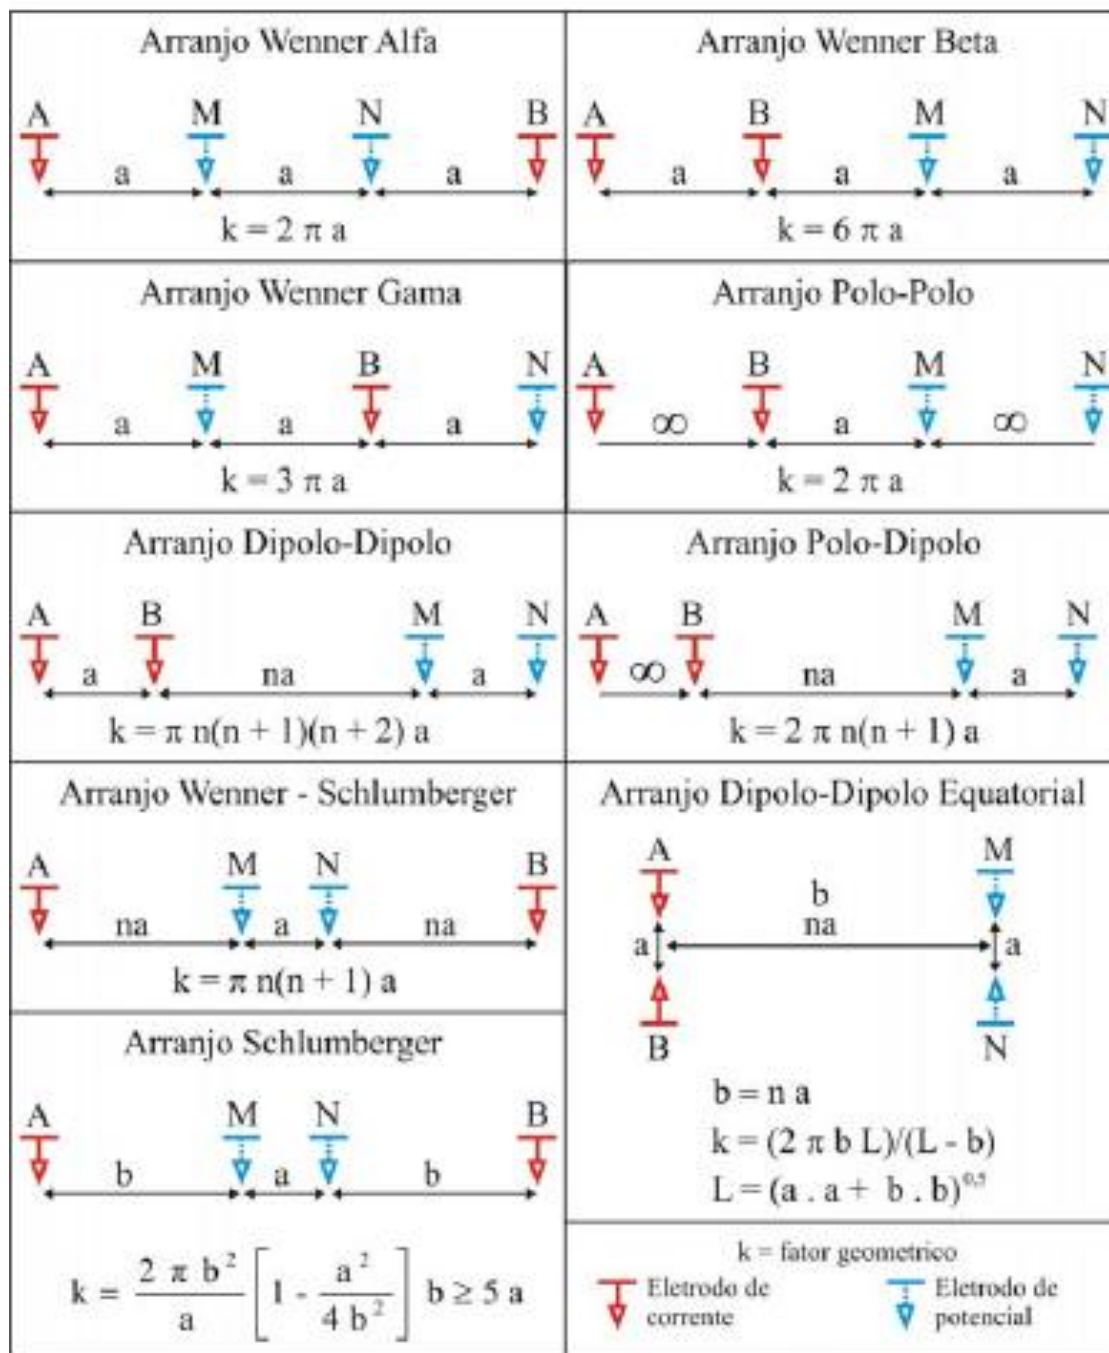 Arranjo Wenner Alfa
A M N B
a a a
k = 2 π a
Arranjo Wenner Beta
A B M N
a a a
k = 6 π a
Arranjo Wenner Gama
A M B N
a a a
k = 3 π a
Arranjo Polo-Polo
A B M N
∞ a ∞
k = 2 π a
Arranjo Dipolo-Dipolo
A B M N
a na a
k = π n(n + 1)(n + 2) a
Arranjo Polo-Dipolo
A B M N
∞ na a
k = 2 π n(n + 1) a
Arranjo Wenner - Schlumberger
A M N B
na a na
k = π n(n + 1) a
Arranjo Schlumberger
A M N B
b a b
k = 2 π b² / a [ 1 - a² / 4 b² ] b ≥ 5 a
Arranjo Dipolo-Dipolo Equatorial
A M
b
na
a a
B N
b = n a
k = (2 π b L)/(L - b)
L = (a . a + b . b)^0,5
k = fator geometrico
Eletrodo de
corrente
Eletrodo de
potencial